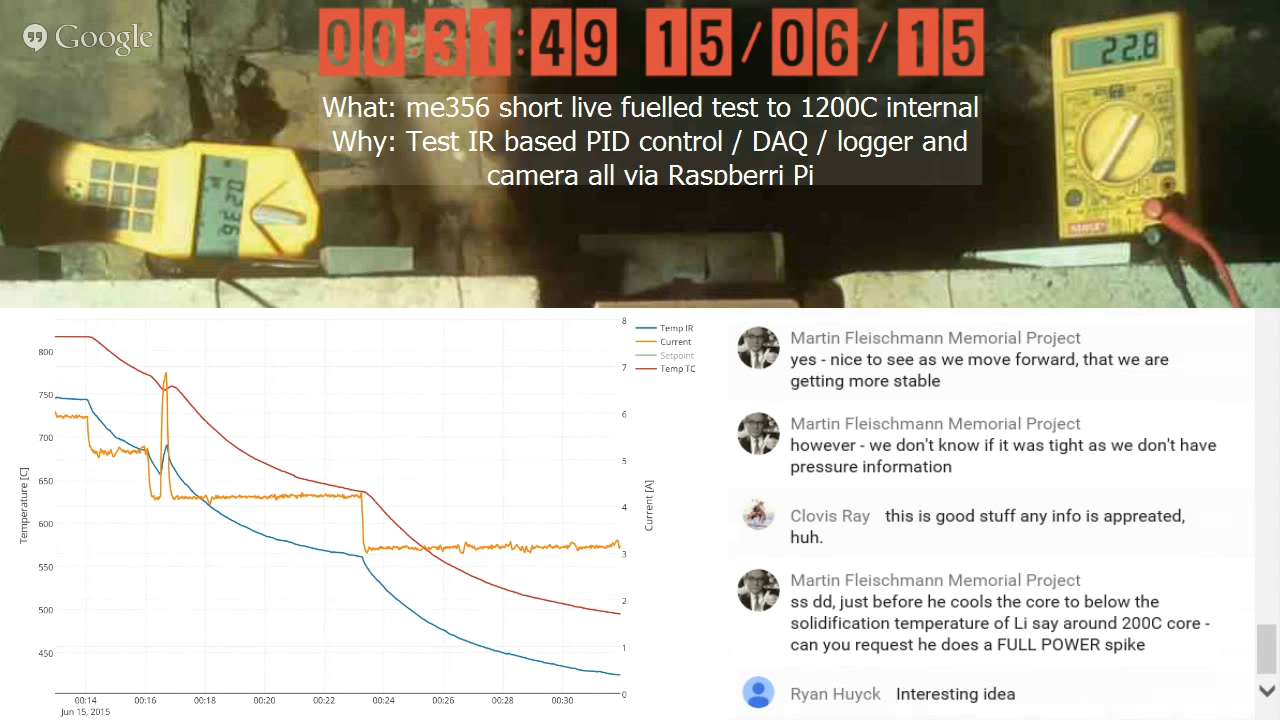 Google
00:31:49 15/06/15
What: me356 short live fuelled test to 1200C internal
Why: Test IR based PID control / DAQ / logger and
camera all via Raspberri Pi
22.8
Temp IR
Current
Setpoint
Temp TC
Temperature [C]
800
750
700
650
600
550
500
450
Current [A]
8
7
6
5
4
3
2
1
0
00:14
00:16
00:18
00:20
00:22
00:24
00:26
00:28
00:30
Jun 15, 2015
Martin Fleischmann Memorial Project
yes - nice to see as we move forward, that we are
getting more stable
Martin Fleischmann Memorial Project
however - we don't know if it was tight as we don't have
pressure information
Clovis Ray this is good stuff any info is appreated,
huh.
Martin Fleischmann Memorial Project
ss dd, just before he cools the core to below the
solidification temperature of Li say around 200C core -
can you request he does a FULL POWER spike
Ryan Huyck Interesting idea